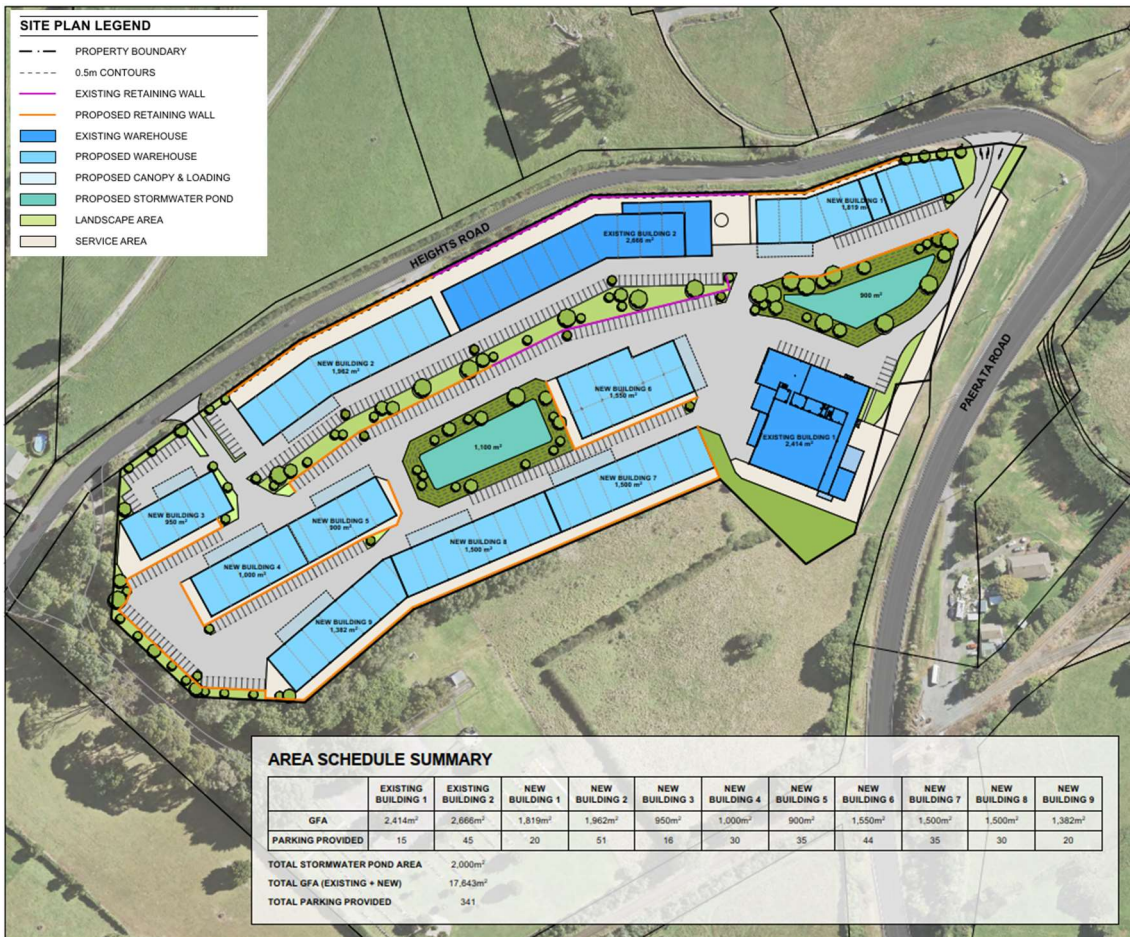 SITE PLAN LEGEND
PROPERTY BOUNDARY
0.5m CONTOURS
EXISTING RETAINING WALL
PROPOSED RETAINING WALL
EXISTING WAREHOUSE
PROPOSED WAREHOUSE
PROPOSED CANOPY & LOADING
PROPOSED STORMWATER POND
LANDSCAPE AREA
SERVICE AREA
HEIGHTS ROAD
NEW BUILDING 1
1,819 m²
EXISTING BUILDING 2
2,666 m²
900 m²
PAERATA ROAD
NEW BUILDING 2
1,962 m²
NEW BUILDING 6
1,550 m²
EXISTING BUILDING 1
2,414 m²
1,100 m²
NEW BUILDING 7
1,500 m²
NEW BUILDING 3
950 m²
NEW BUILDING 5
900 m²
NEW BUILDING 8
1,500 m²
NEW BUILDING 4
1,000 m²
NEW BUILDING 9
1,382 m²
AREA SCHEDULE SUMMARY
EXISTING BUILDING 1 EXISTING BUILDING 2 NEW BUILDING 1 NEW BUILDING 2 NEW BUILDING 3 NEW BUILDING 4 NEW BUILDING 5 NEW BUILDING 6 NEW BUILDING 7 NEW BUILDING 8 NEW BUILDING 9
GFA 2,414m² 2,666m² 1,819m² 1,962m² 950m² 1,000m² 900m² 1,550m² 1,500m² 1,500m² 1,382m²
PARKING PROVIDED 15 45 20 51 16 30 35 44 35 30 20
TOTAL STORMWATER POND AREA 2,000m²
TOTAL GFA (EXISTING + NEW) 17,643m²
TOTAL PARKING PROVIDED 341